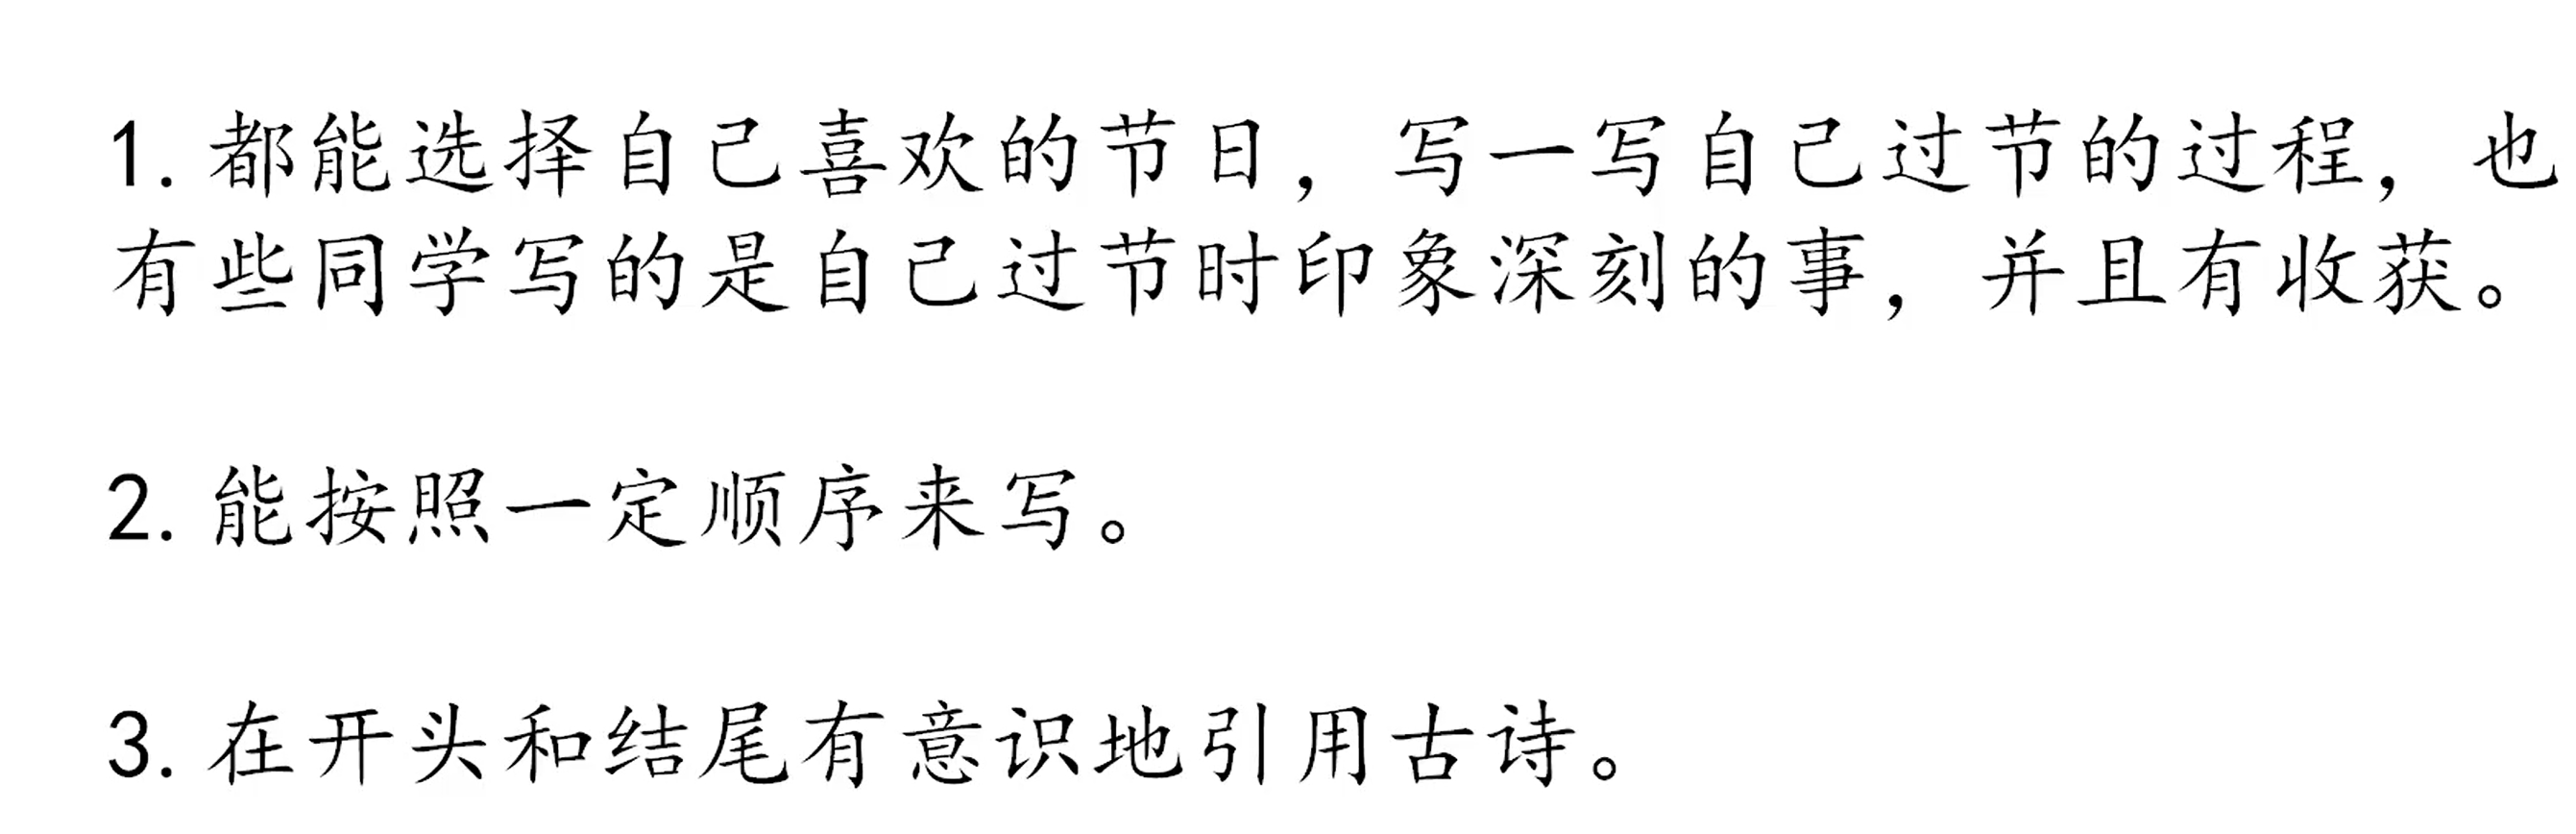 1. 都能选择自己喜欢的节日，写一写自己过节的过程，也
有些同学写的是自己过节时印象深刻的事，并且有收获。
2. 能按照一定顺序来写。
3. 在开头和结尾有意识地引用古诗。